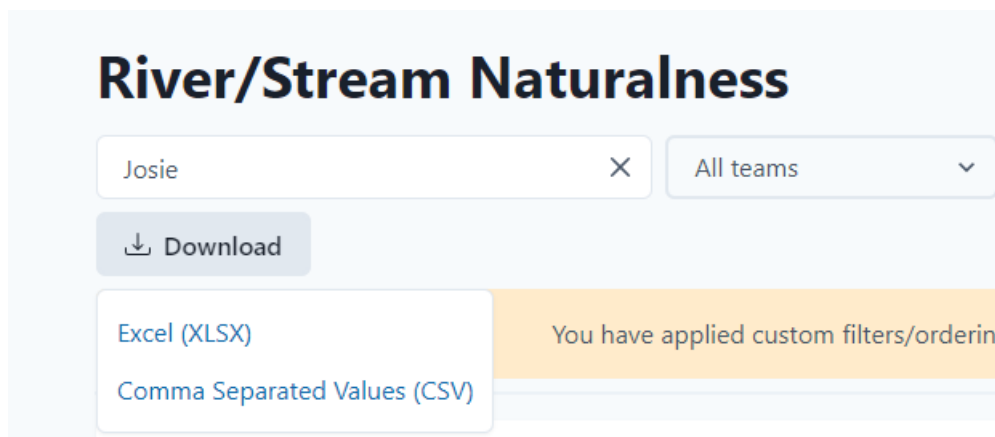 River/Stream Naturalness
Josie
All teams
Download
Excel (XLSX)
You have applied custom filters/orderin
Comma Separated Values (CSV)